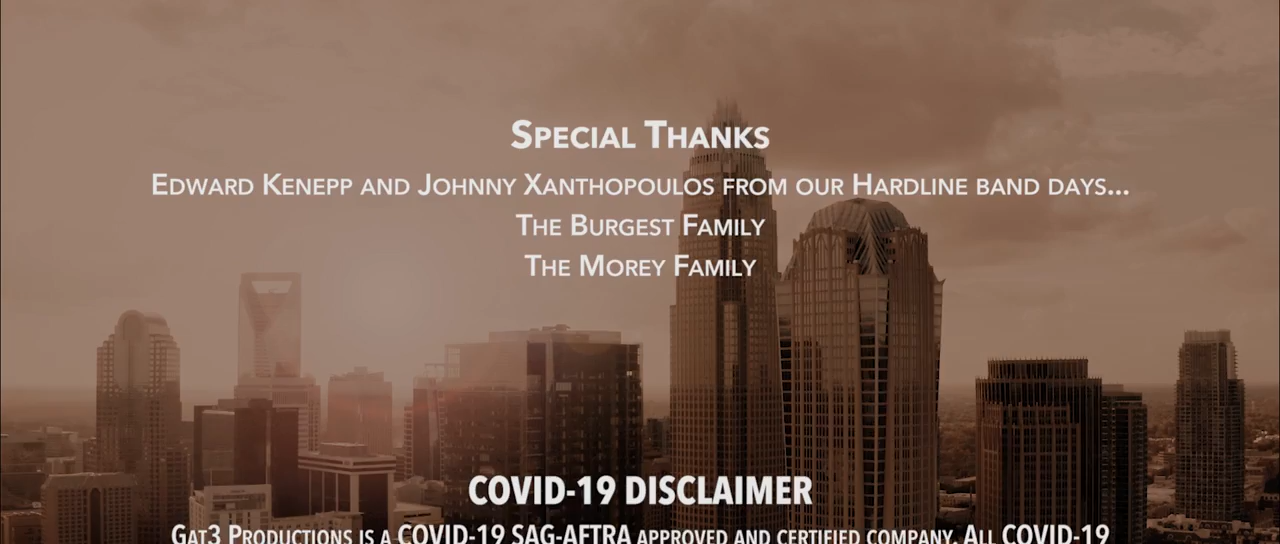 Special Thanks
Edward Kenepp and Johnny Xanthopoulos from our Hardline band days...
The Burgest Family
The Morey Family
COVID-19 DISCLAIMER
Gat3 Productions is a COVID-19 SAG-AFTRA approved and certified company. All COVID-19